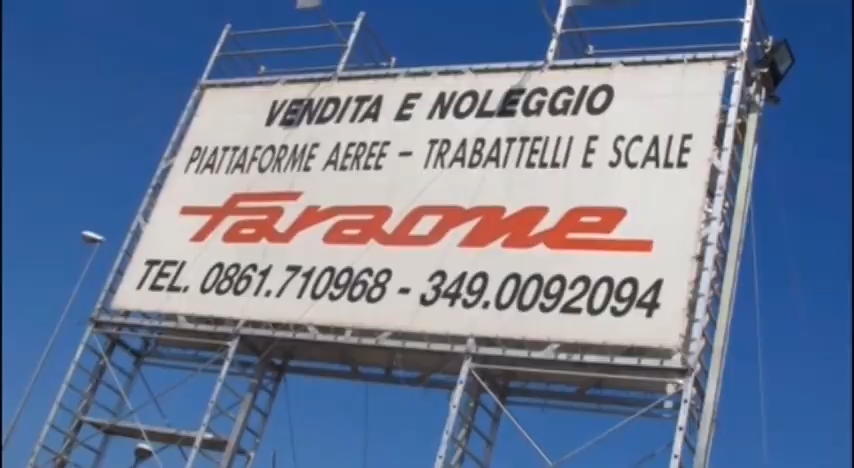 VENDITA E NOLEGGIO
PIATTAFORME AEREE - TRABATTELLI E SCALE
Faraone
TEL. 0861.710968 - 349.0092094